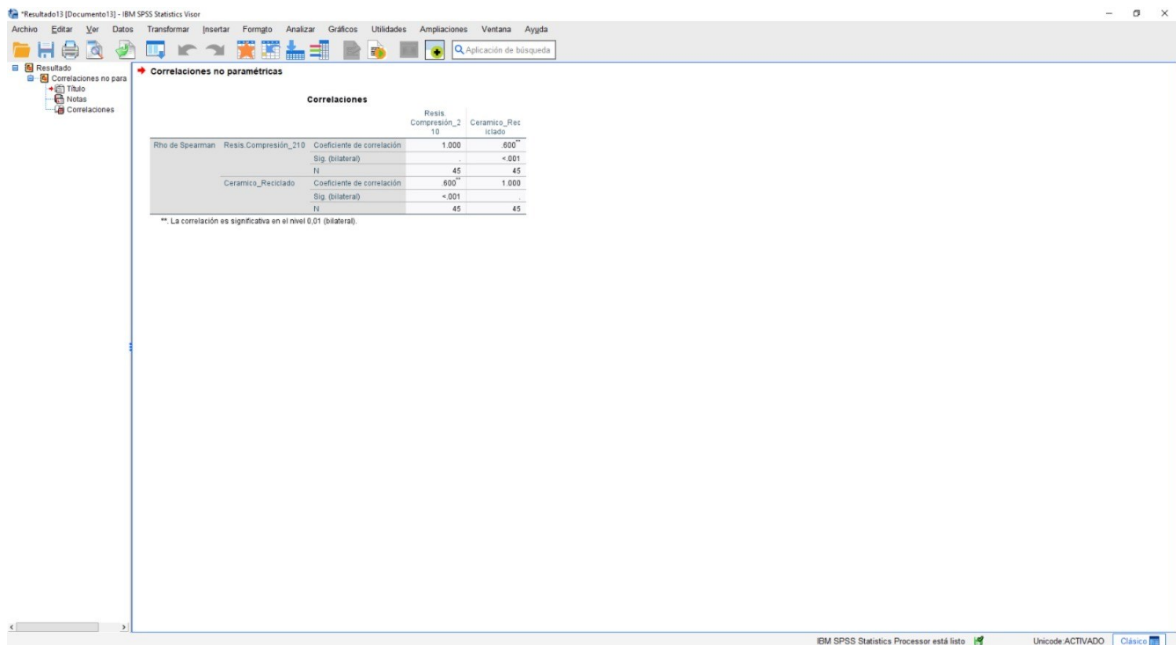 *Resultado13 [Documento13] - IBM SPSS Statistics Visor
Archivo Editar Ver Datos Transformar Insertar Formato Analizar Gráficos Utilidades Ampliaciones Ventana Ayuda
Aplicación de búsqueda
Resultado
Correlaciones no para
Título
Notas
Correlaciones
Correlaciones no paramétricas
Correlaciones
Resis.
Compresión_2
10
Ceramico_Rec
iclado
Rho de Spearman Resis.Compresión_210 Coeficiente de correlación 1.000 .600**
Sig. (bilateral) . <.001
N 45 45
Ceramico_Reciclado Coeficiente de correlación .600** 1.000
Sig. (bilateral) <.001 .
N 45 45
**. La correlación es significativa en el nivel 0,01 (bilateral).
IBM SPSS Statistics Processor está listo Unicode:ACTIVADO Clásico